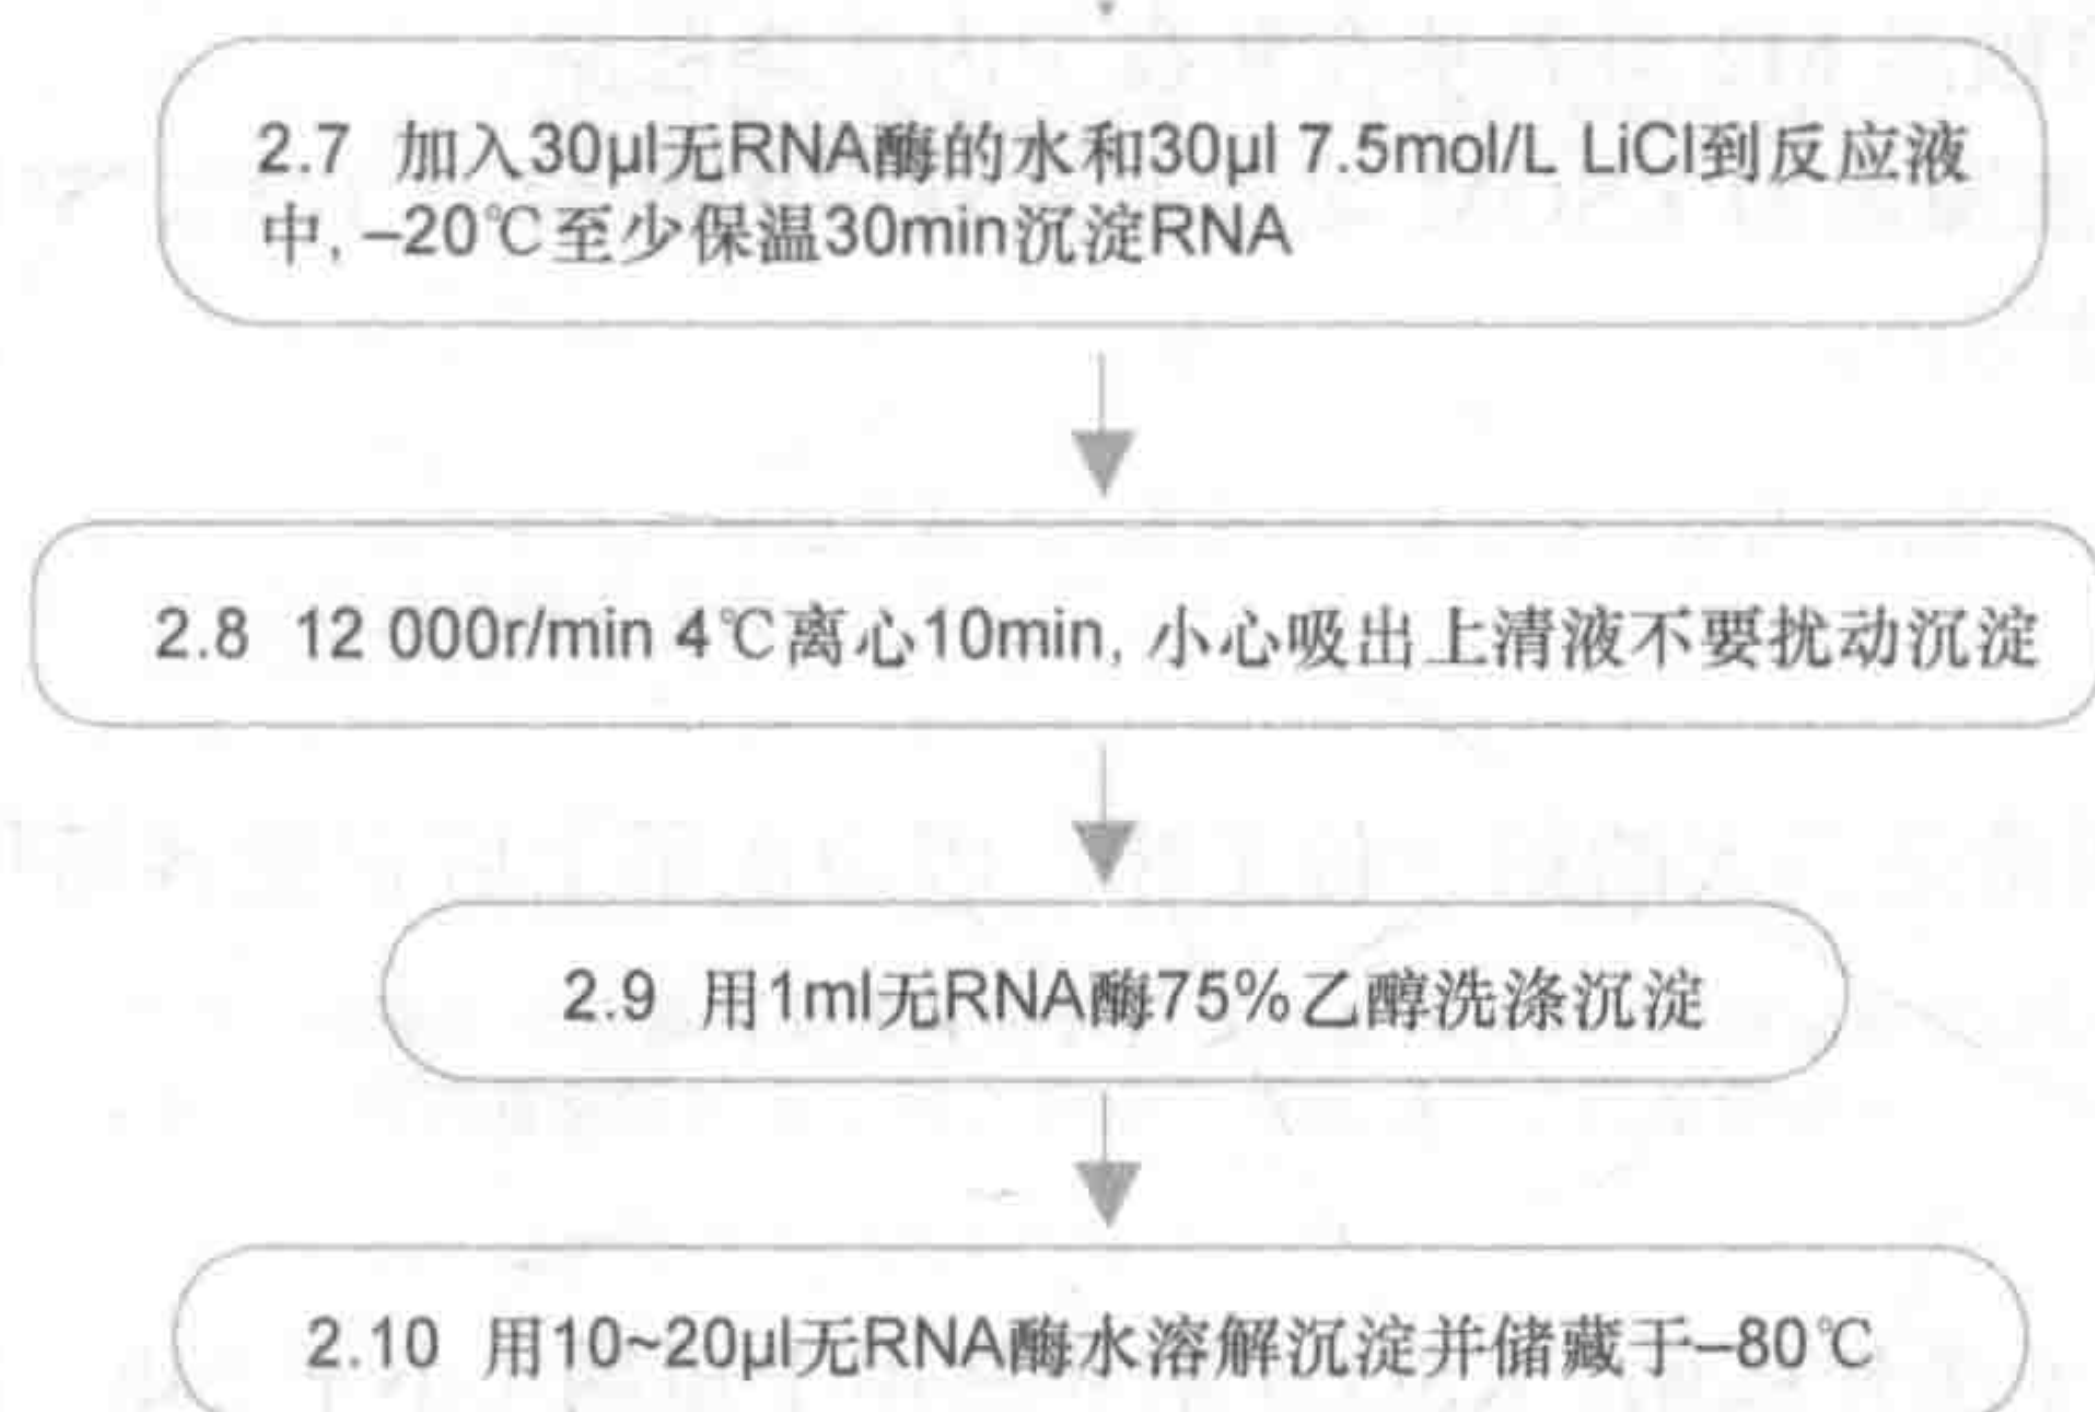 2.7 加入30μl无RNA酶的水和30μl 7.5mol/L LiCl到反应液
中, –20℃至少保温30min沉淀RNA
2.8 12 000r/min 4℃离心10min, 小心吸出上清液不要扰动沉淀
2.9 用1ml无RNA酶75%乙醇洗涤沉淀
2.10 用10~20μl无RNA酶水溶解沉淀并储藏于–80℃